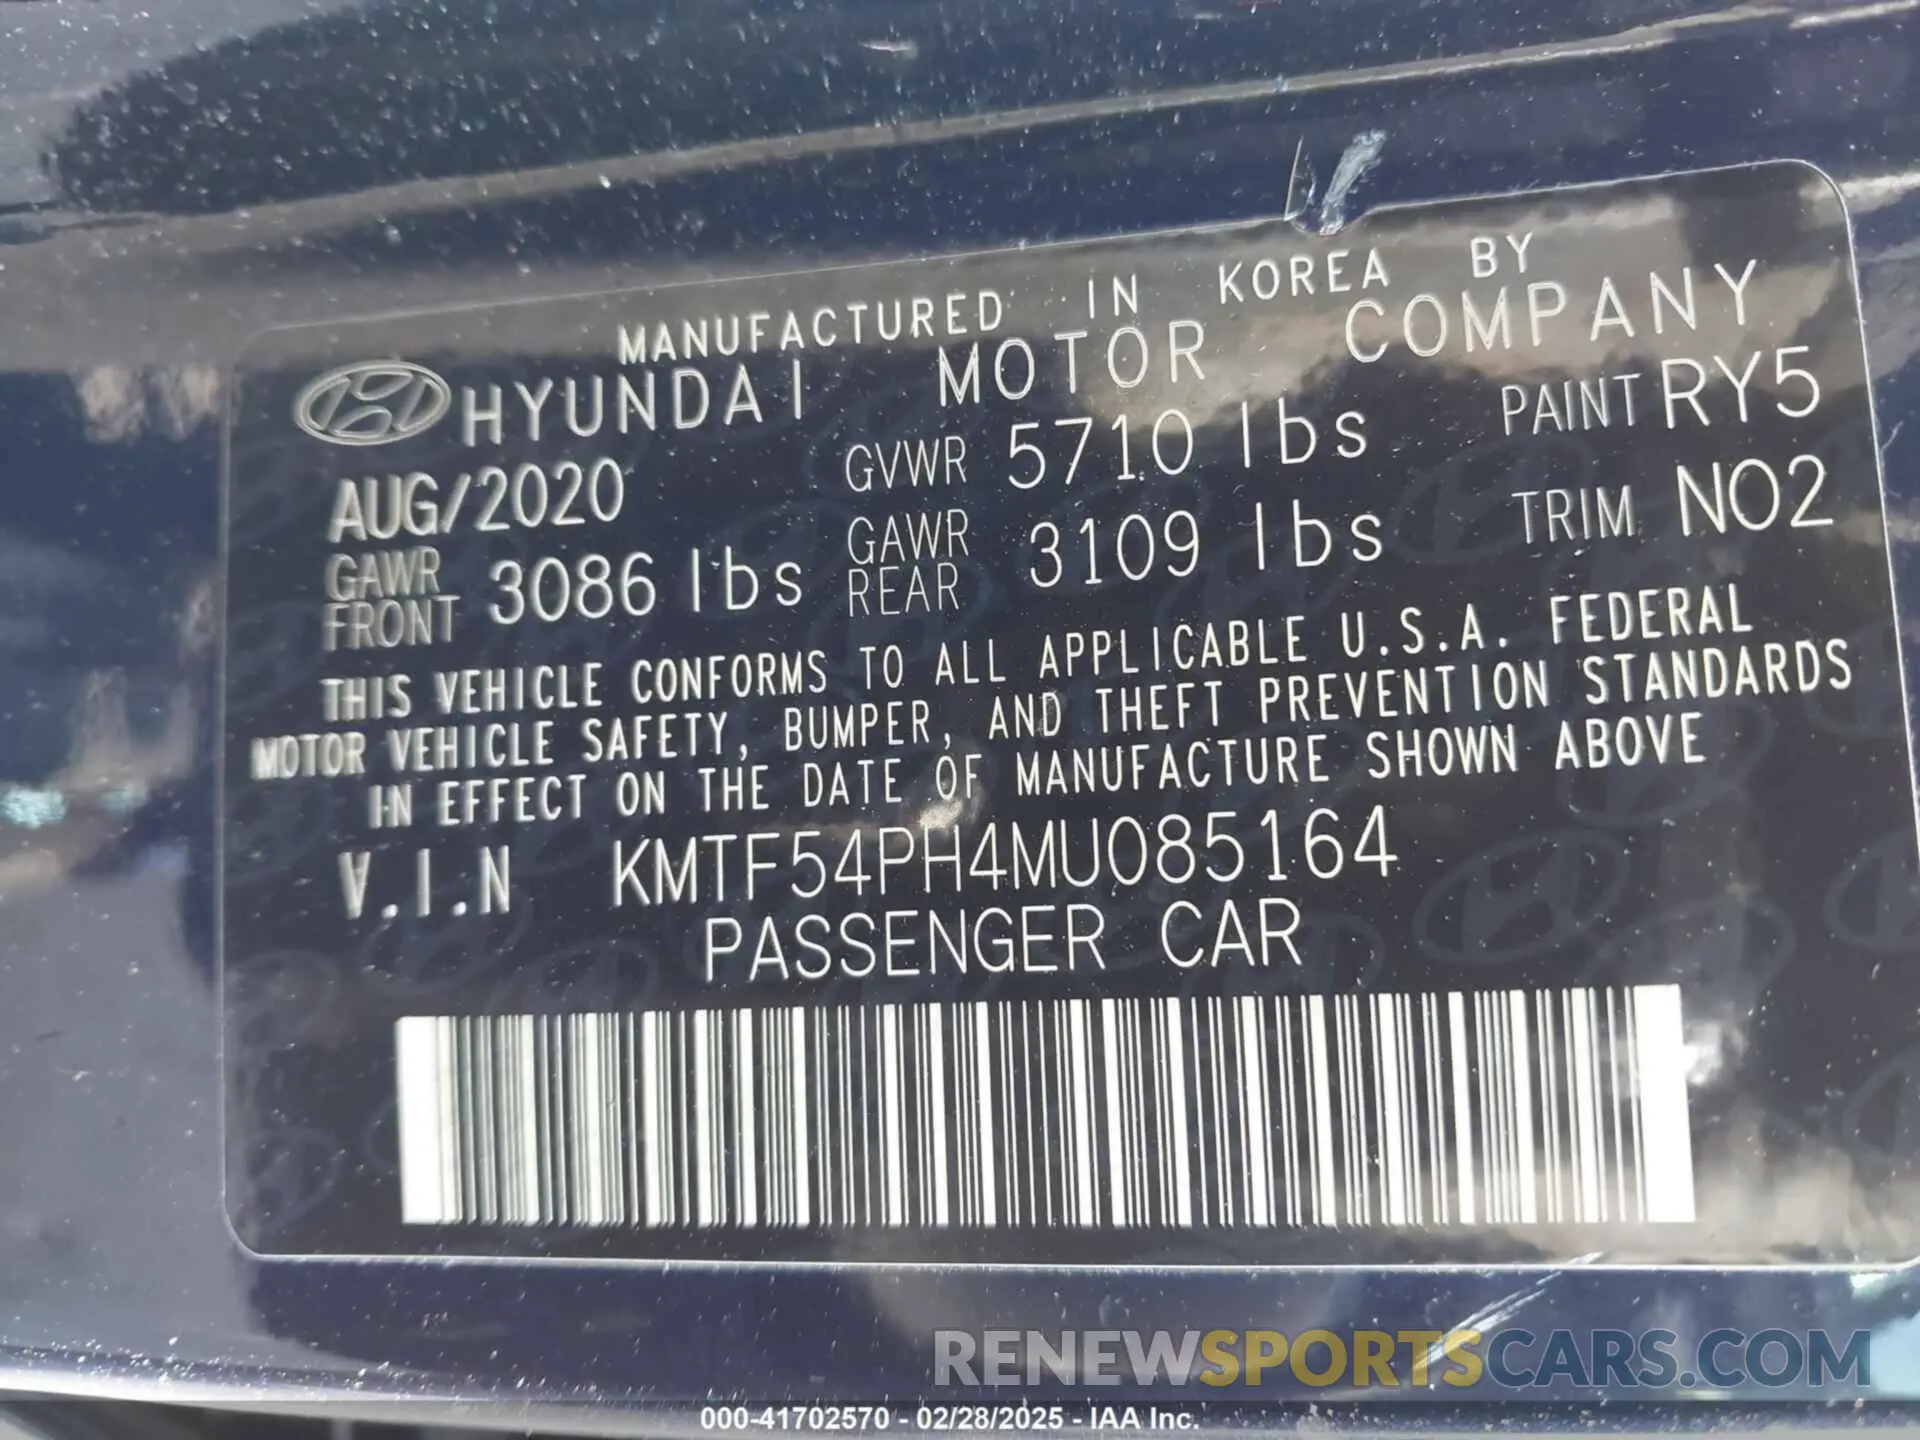 MANUFACTURED IN KOREA BY
HYUNDAI MOTOR COMPANY
AUG/2020 GVWR 5710 lbs PAINT RY5
GAWR FRONT 3086 lbs GAWR REAR 3109 lbs TRIM NO2
THIS VEHICLE CONFORMS TO ALL APPLICABLE U.S.A. FEDERAL
MOTOR VEHICLE SAFETY, BUMPER, AND THEFT PREVENTION STANDARDS
IN EFFECT ON THE DATE OF MANUFACTURE SHOWN ABOVE
V.I.N KMTF54PH4MU085164
PASSENGER CAR
RENEWSPORTSCARS.COM
000-41702570 - 02/28/2025 - IAA Inc.